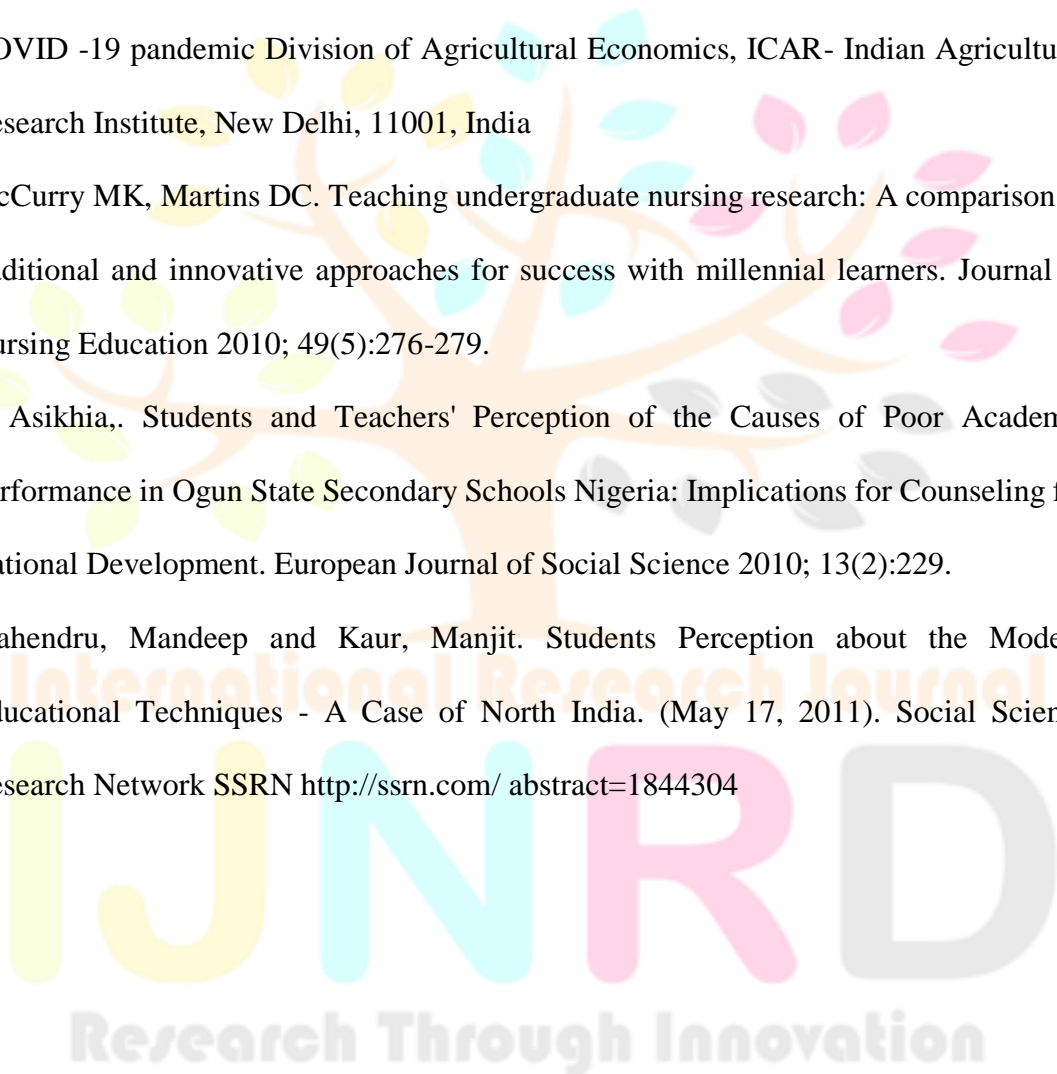 OVID -19 pandemic Division of Agricultural Economics, ICAR- Indian Agricultu
esearch Institute, New Delhi, 11001, India
cCurry MK, Martins DC. Teaching undergraduate nursing research: A comparison
aditional and innovative approaches for success with millennial learners. Journal
ursing Education 2010; 49(5):276-279.
Asikhia,. Students and Teachers' Perception of the Causes of Poor Academ
erformance in Ogun State Secondary Schools Nigeria: Implications for Counseling f
ational Development. European Journal of Social Science 2010; 13(2):229.
ahendru, Mandeep and Kaur, Manjit. Students Perception about the Mode
International Research Journal
ducational Techniques - A Case of North India. (May 17, 2011). Social Scien
esearch Network SSRN http://ssrn.com/ abstract=1844304
IJNRD
Research Through Innovation